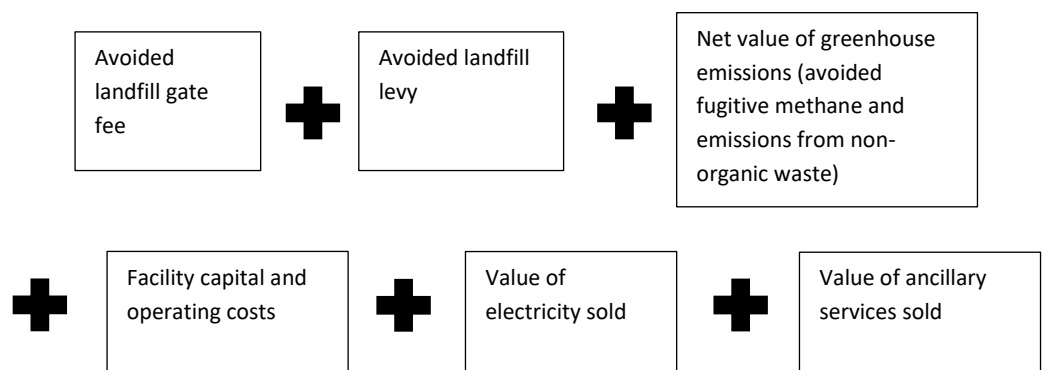 Avoided
landfill gate
fee
Avoided landfill
levy
Net value of greenhouse
emissions (avoided
fugitive methane and
emissions from non-
organic waste)
Facility capital and
operating costs
Value of
electricity sold
Value of ancillary
services sold